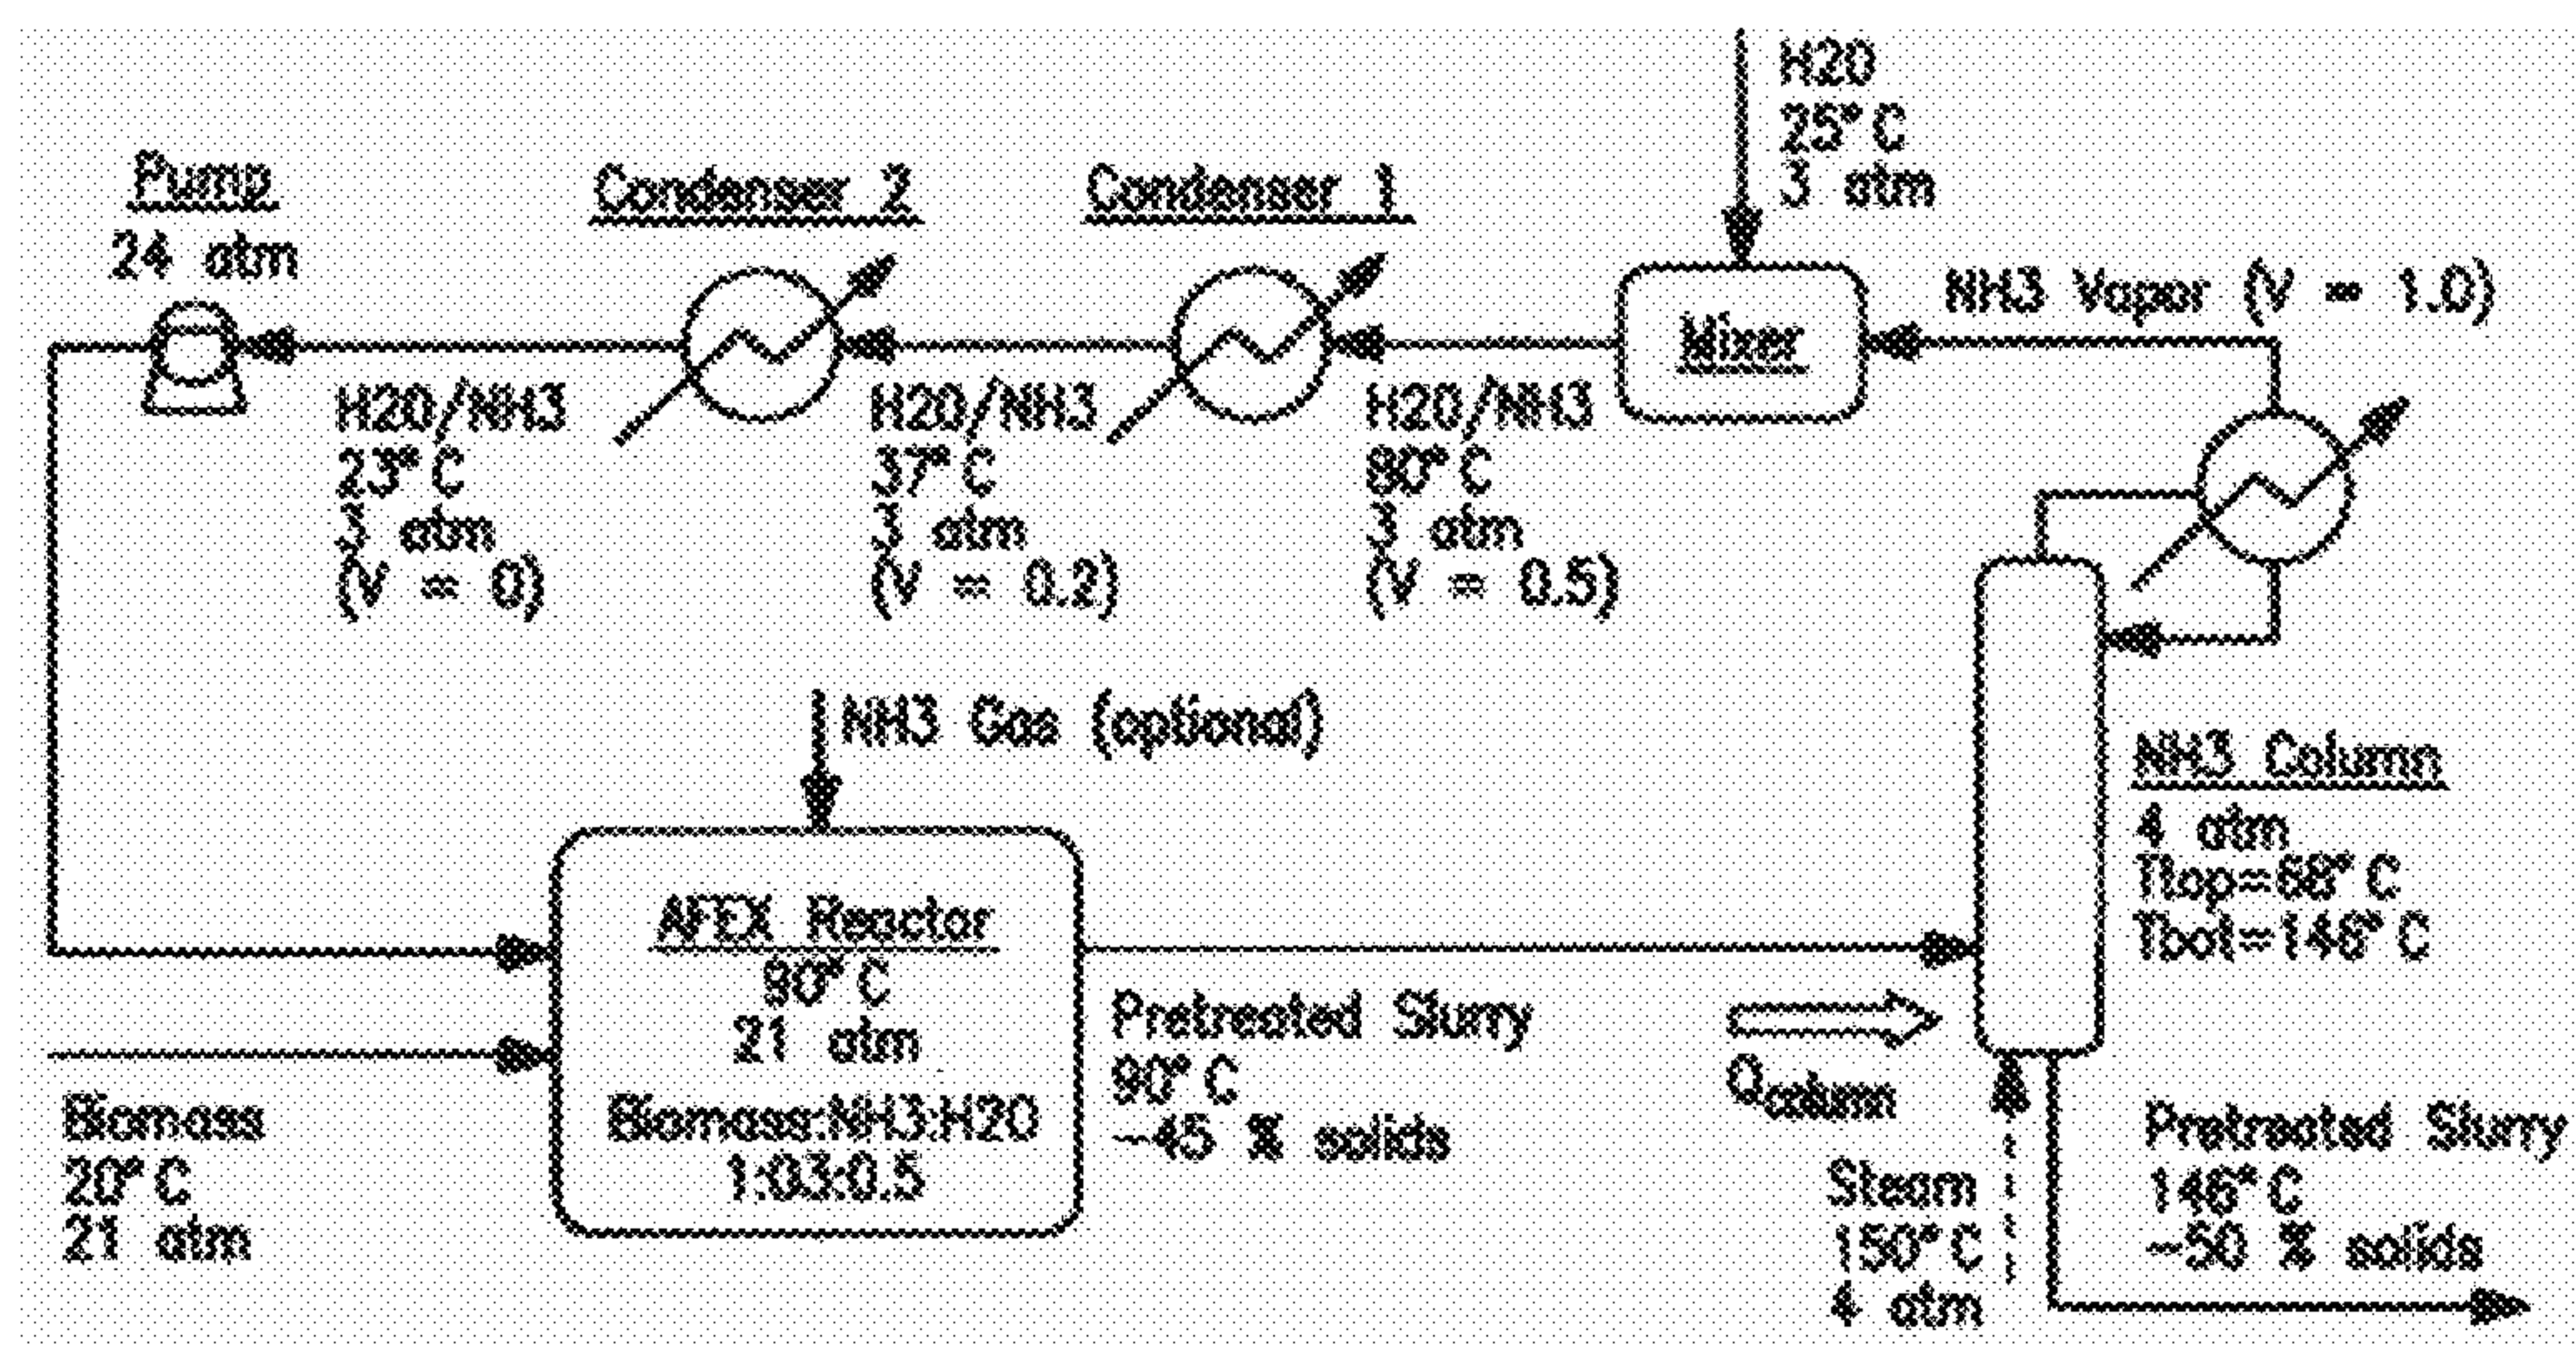 H20
25°C
3 atm
Pump
24 atm
Condenser 2
Condenser 1
Mixer
NH3 Vapor (V = 1.0)
H20/NH3
23°C
3 atm
(V = 0)
H20/NH3
37°C
3 atm
(V = 0.2)
H20/NH3
80°C
3 atm
(V = 0.5)
NH3 Gas (optional)
NH3 Column
4 atm
Ttop=68°C
Tbot=146°C
AFEX Reactor
90°C
21 atm
Biomass:NH3:H20
1:03:0.5
Pretreated Slurry
90°C
~45 % solids
Qcolumn
Biomass
20°C
21 atm
Steam
150°C
4 atm
Pretreated Slurry
146°C
~50 % solids